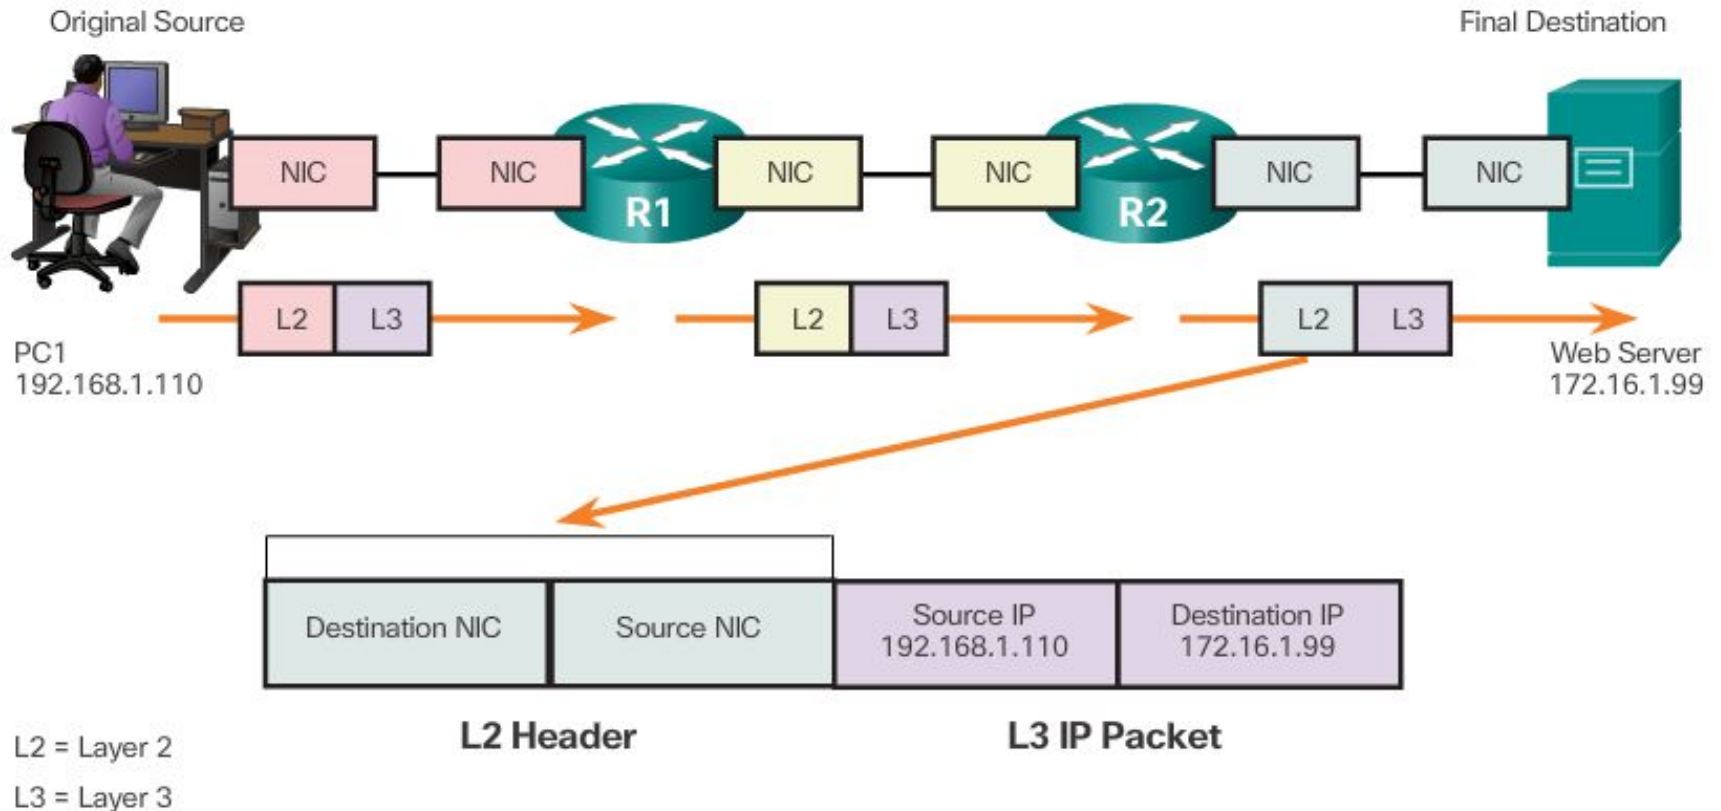 Original Source
Final Destination
NIC
NIC
NIC
NIC
NIC
NIC
R1
R2
L2
L3
L2
L3
L2
L3
PC1
192.168.1.110
Web Server
172.16.1.99
Destination NIC
Source NIC
Source IP
192.168.1.110
Destination IP
172.16.1.99
L2 Header
L3 IP Packet
L2 = Layer 2
L3 = Layer 3